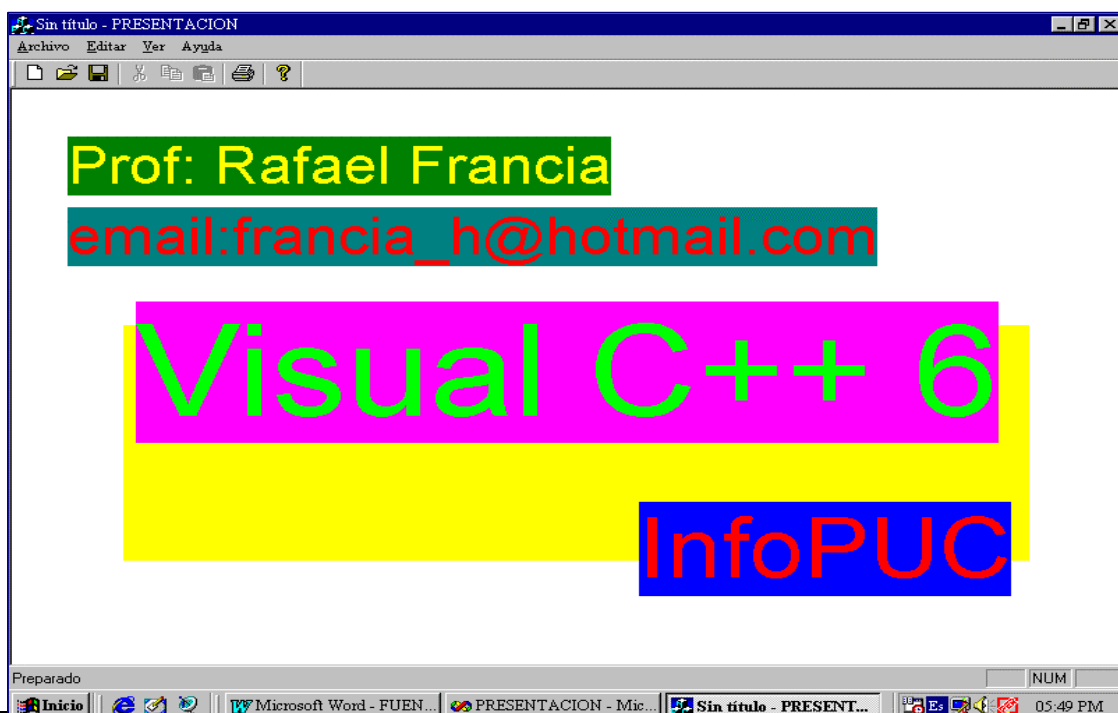 Sin título - PRESENTACION
Archivo Editar Ver Ayuda
Prof: Rafael Francia
email:francia_h@hotmail.com
Visual C++ 6
InfoPUC
Preparado NUM
Inicio Microsoft Word - FUEN... PRESENTACION - Mic... Sin título - PRESENT... Es 05:49 PM